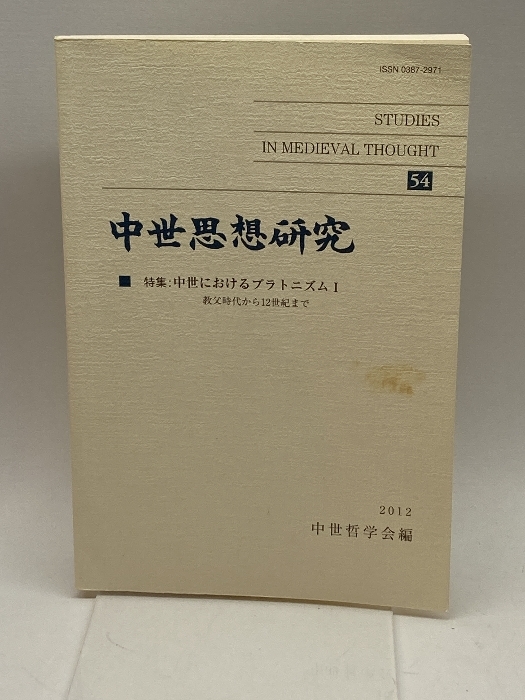 ISSN 0387-2971
STUDIES
IN MEDIEVAL THOUGHT
54
中世思想研究
■ 特集:中世におけるプラトニズム I
教父時代から12世紀まで
2012
中世哲学会編